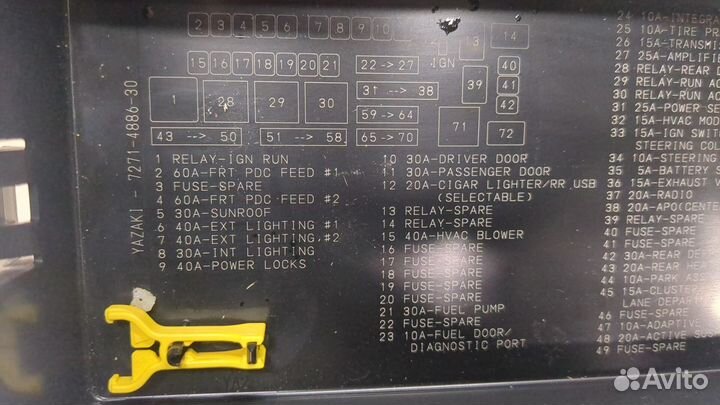 2 3 4 5 6 7 8 9 10
13 14
15 16 17 18 19 20 21
22 -> 27
IGN
40
41
42
1 28 29 30
31 --> 38
59 --> 64
71
72
43 --> 50
51 --> 58
65 -> 70
YAZAKI - 7271-4886-30
1 RELAY-IGN RUN
2 60A-FRT PDC FEED #1
3 FUSE-SPARE
4 60A-FRT PDC FEED #2
5 30A-SUNROOF
6 40A-EXT LIGHTING #1
7 40A-EXT LIGHTING #2
8 30A-INT LIGHTING
9 40A-POWER LOCKS
10 30A-DRIVER DOOR
11 30A-PASSENGER DOOR
12 20A-CIGAR LIGHTER/RR USB
(SELECTABLE)
13 RELAY-SPARE
14 RELAY-SPARE
15 40A-HVAC BLOWER
16 FUSE-SPARE
17 FUSE-SPARE
18 FUSE-SPARE
19 FUSE-SPARE
20 FUSE-SPARE
21 30A-FUEL PUMP
22 FUSE-SPARE
23 10A-FUEL DOOR/
DIAGNOSTIC PORT
24 10A-INTEGRA
25 10A-TIRE PR
26 15A-TRANSMIT
27 25A-AMPLIFIE
28 RELAY-REAR D
29 RELAY-RUN AC
30 RELAY-RUN AC
31 25A-POWER SE
32 15A-HVAC MOD
33 15A-IGN SWITC
STEERING COL
34 10A-STEERING
35 5A-BATTERY S
36 15A-EXHAUST V
37 20A-RADIO
38 20A-APO(CENTE
39 RELAY-SPARE
40 FUSE-SPARE
41 FUSE-SPARE
42 30A-REAR DE
43 20A-REAR HE
44 10A-PARK ASS
45 15A-CLUSTER
LANE DEPART
46 FUSE-SPARE
47 10A-ADAPTIVE
48 20A-ACTIVE SUS
49 FUSE-SPARE
Avito